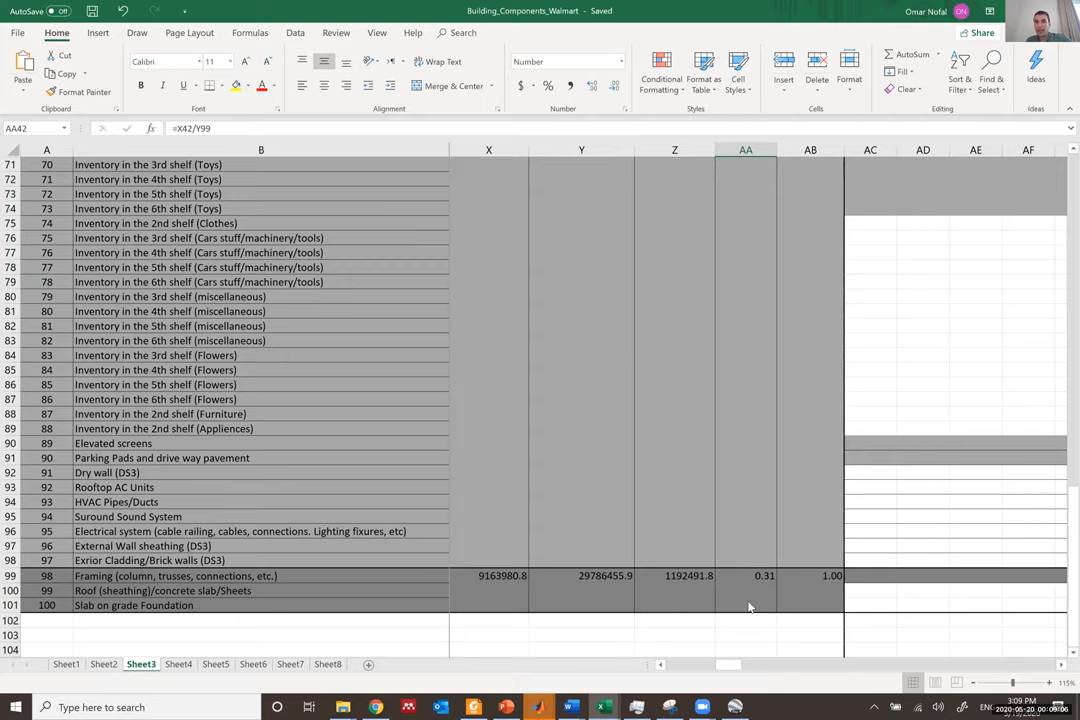 AutoSave Off Building_Components_Walmart - Saved Omar Nofal ON
File Home Insert Draw Page Layout Formulas Data Review View Help Search Share
Paste Cut Copy Format Painter Calibri 11 A A B I U A Wrap Text Merge & Center Number $ % , Conditional Formatting Format as Table Cell Styles Insert Delete Format AutoSum Fill Clear Sort & Filter Find & Select Ideas
Clipboard Font Alignment Number Styles Cells Editing Ideas
AA42 fx =X42/Y99
A B X Y Z AA AB AC AD AE AF
71 70 Inventory in the 3rd shelf (Toys)
72 71 Inventory in the 4th shelf (Toys)
73 72 Inventory in the 5th shelf (Toys)
74 73 Inventory in the 6th shelf (Toys)
75 74 Inventory in the 2nd shelf (Clothes)
76 75 Inventory in the 3rd shelf (Cars stuff/machinery/tools)
77 76 Inventory in the 4th shelf (Cars stuff/machinery/tools)
78 77 Inventory in the 5th shelf (Cars stuff/machinery/tools)
79 78 Inventory in the 6th shelf (Cars stuff/machinery/tools)
80 79 Inventory in the 3rd shelf (miscellaneous)
81 80 Inventory in the 4th shelf (miscellaneous)
82 81 Inventory in the 5th shelf (miscellaneous)
83 82 Inventory in the 6th shelf (miscellaneous)
84 83 Inventory in the 3rd shelf (Flowers)
85 84 Inventory in the 4th shelf (Flowers)
86 85 Inventory in the 5th shelf (Flowers)
87 86 Inventory in the 6th shelf (Flowers)
88 87 Inventory in the 2nd shelf (Furniture)
89 88 Inventory in the 2nd shelf (Appliences)
90 89 Elevated screens
91 90 Parking Pads and drive way pavement
92 91 Dry wall (DS3)
93 92 Rooftop AC Units
94 93 HVAC Pipes/Ducts
95 94 Suround Sound System
96 95 Electrical system (cable railing, cables, connections. Lighting fixures, etc)
97 96 External Wall sheathing (DS3)
98 97 Exrior Cladding/Brick walls (DS3)
99 98 Framing (column, trusses, connections, etc.) 9163980.8 29786455.9 1192491.8 0.31 1.00
100 99 Roof (sheathing)/concrete slab/Sheets
101 100 Slab on grade Foundation
102
103
104
Sheet1 Sheet2 Sheet3 Sheet4 Sheet5 Sheet6 Sheet7 Sheet8
115%
Type here to search ENG 3:09 PM
2020-05-20 00:09:06